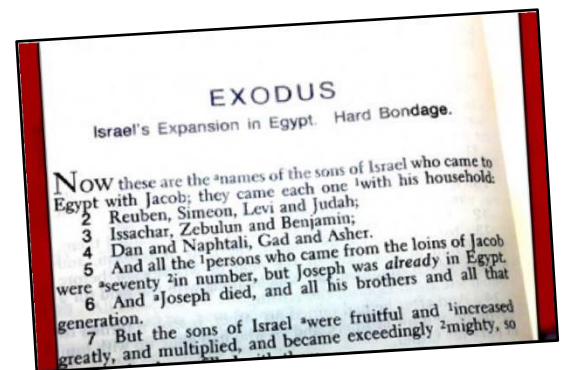 EXODUS
Israel's Expansion in Egypt. Hard Bondage.
Now these are the ᵃnames of the sons of Israel who came to
Egypt with Jacob; they came each one ¹with his household:
2 Reuben, Simeon, Levi and Judah;
3 Issachar, Zebulun and Benjamin;
4 Dan and Naphtali, Gad and Asher.
5 And all the ¹persons who came from the loins of Jacob
were ᵃseventy ²in number, but Joseph was already in Egypt.
6 And ᵃJoseph died, and all his brothers and all that
generation.
7 But the sons of Israel ᵃwere fruitful and ¹increased
greatly, and multiplied, and became exceedingly ²mighty, so